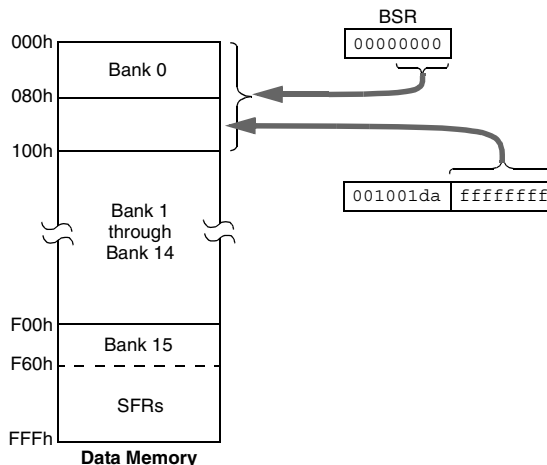 BSR
00000000
000h
Bank 0
080h
100h
001001da ffffffff
Bank 1
through
Bank 14
F00h
Bank 15
F60h
SFRs
FFFh
Data Memory